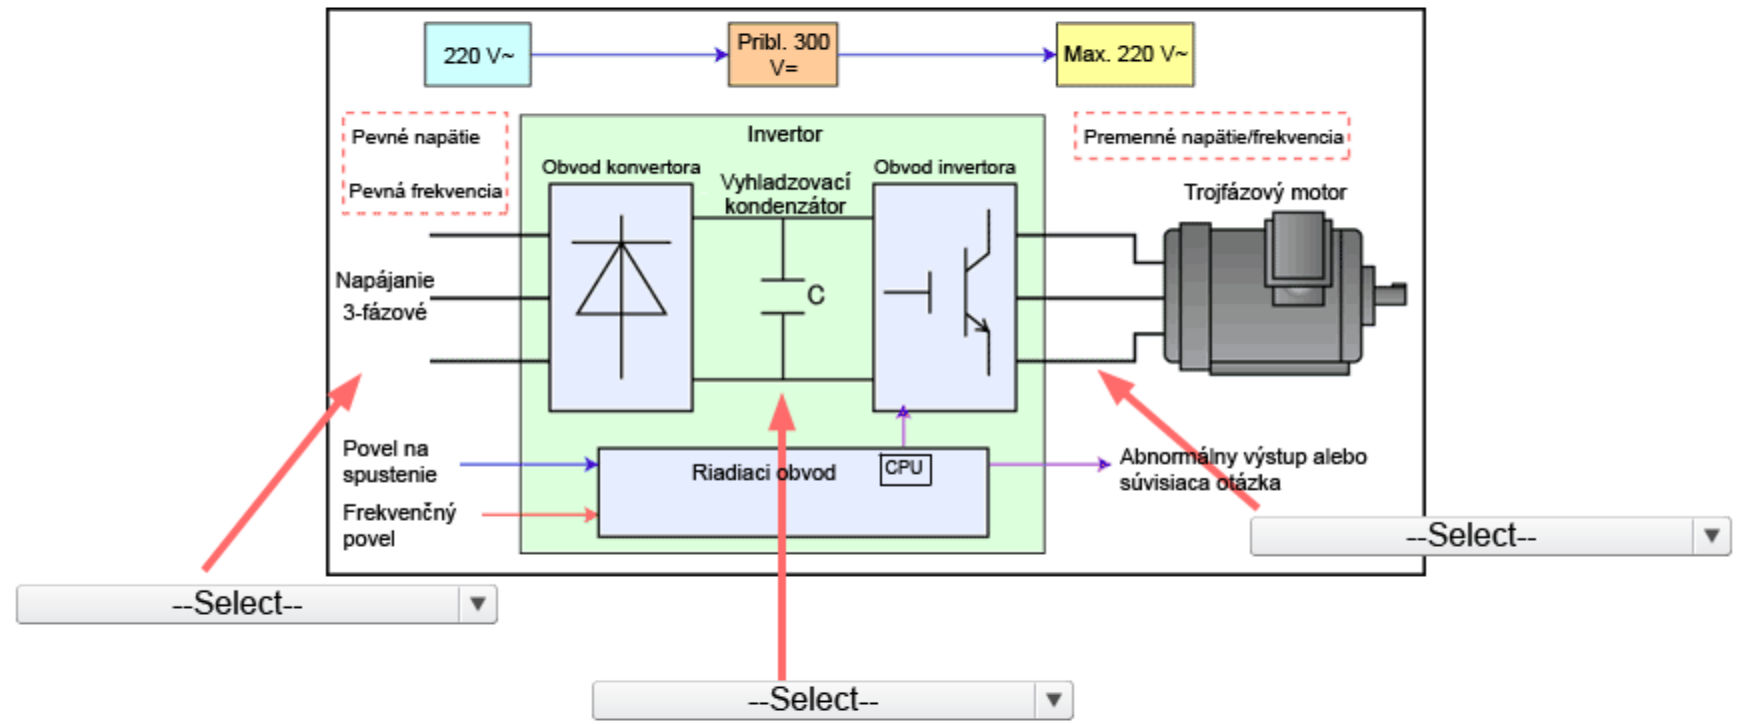 220 V~
Pribl. 300
V=
Max. 220 V~
Pevné napätie
Pevná frekvencia
Invertor
Premenné napätie/frekvencia
Obvod konvertora
Vyhladzovací
kondenzátor
Obvod invertora
Trojfázový motor
Napájanie
3-fázové
C
Povel na
spustenie
Riadiaci obvod
CPU
Abnormálny výstup alebo
súvisiaca otázka
Frekvenčný
povel
--Select--
--Select--
--Select--